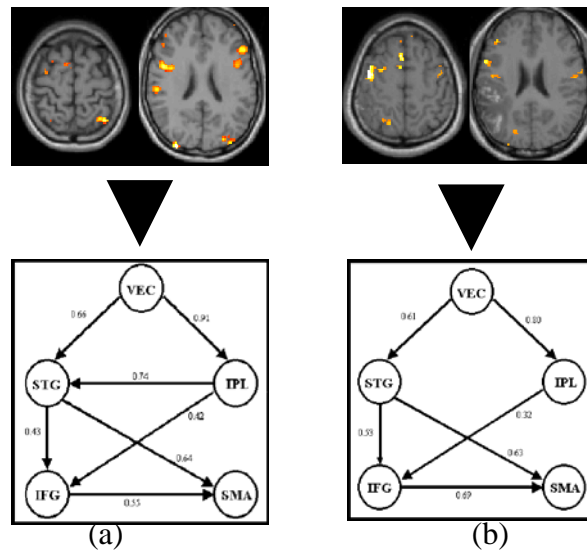 VEC
0.66
0.91
STG
0.74
IPL
0.43
0.42
0.64
IFG
0.55
SMA
(a)
VEC
0.61
0.80
STG
IPL
0.53
0.32
0.63
IFG
0.69
SMA
(b)